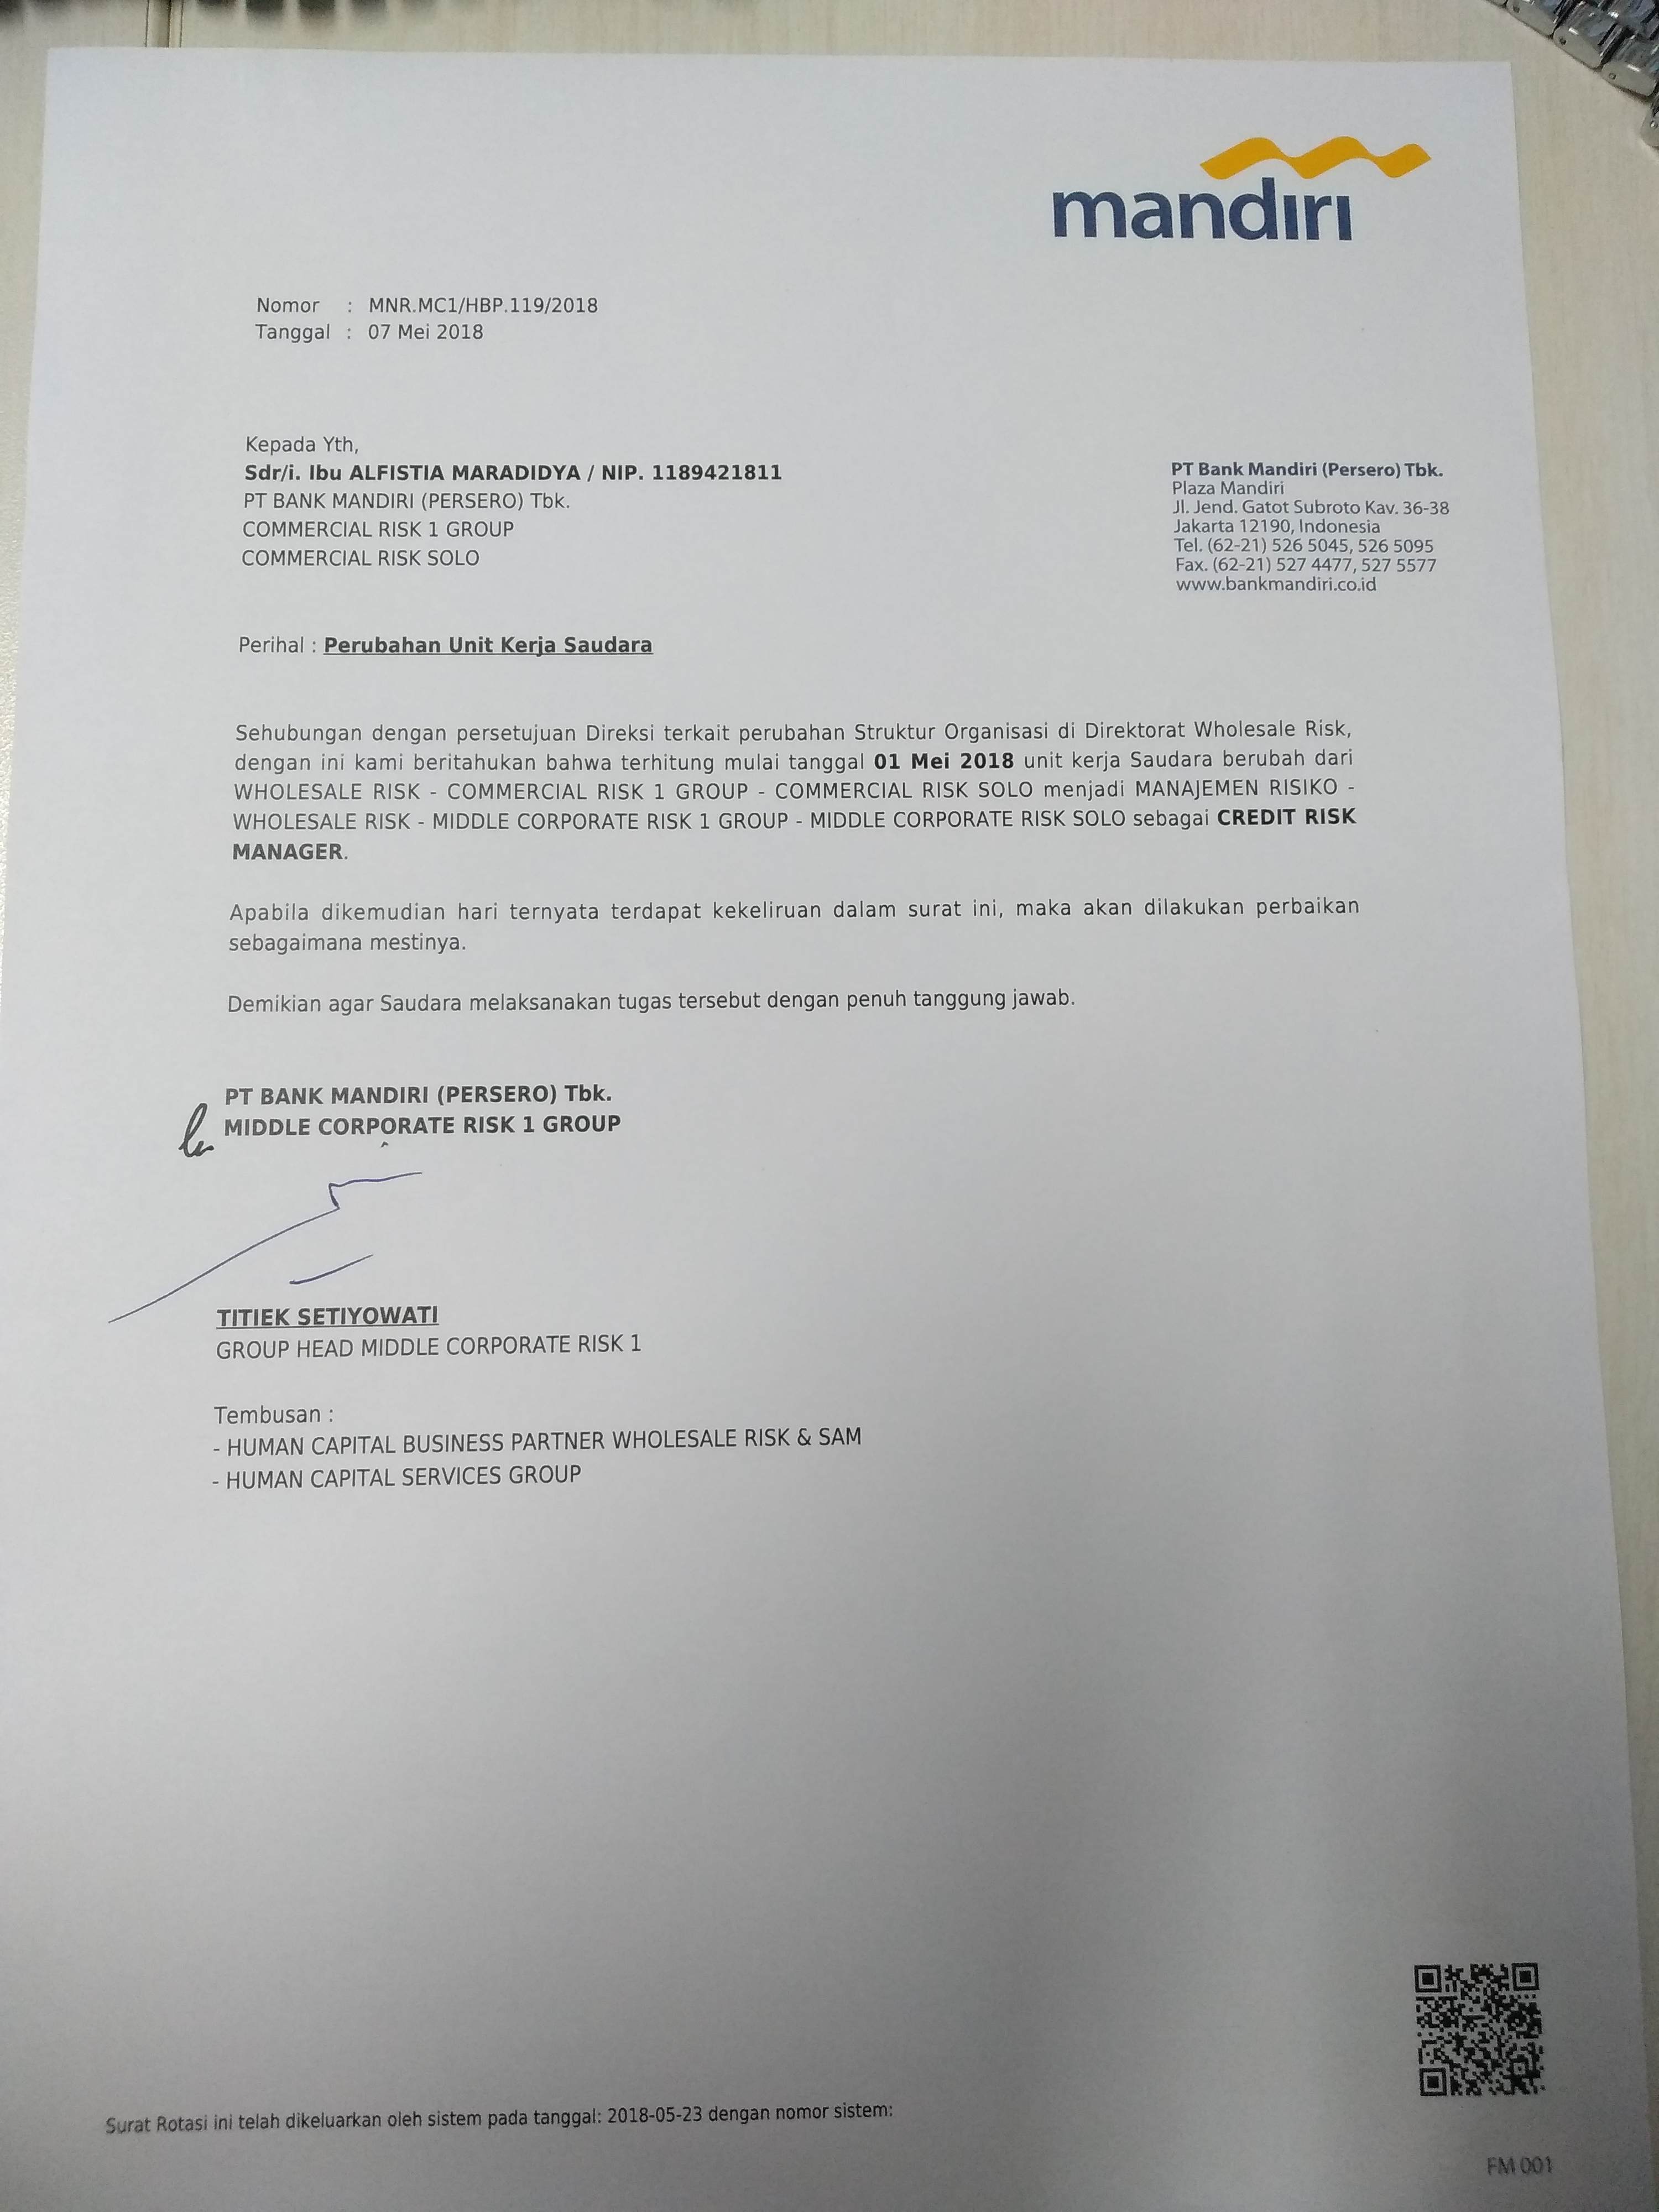 mandiri
Nomor : MNR.MC1/HBP.119/2018
Tanggal : 07 Mei 2018
Kepada Yth,
Sdr/i. Ibu ALFISTIA MARADIDYA / NIP. 1189421811
PT BANK MANDIRI (PERSERO) Tbk.
COMMERCIAL RISK 1 GROUP
COMMERCIAL RISK SOLO
PT Bank Mandiri (Persero) Tbk.
Plaza Mandiri
Jl. Jend. Gatot Subroto Kav. 36-38
Jakarta 12190, Indonesia
Tel. (62-21) 526 5045, 526 5095
Fax. (62-21) 527 4477, 527 5577
www.bankmandiri.co.id
Perihal : Perubahan Unit Kerja Saudara
Sehubungan dengan persetujuan Direksi terkait perubahan Struktur Organisasi di Direktorat Wholesale Risk,
dengan ini kami beritahukan bahwa terhitung mulai tanggal 01 Mei 2018 unit kerja Saudara berubah dari
WHOLESALE RISK - COMMERCIAL RISK 1 GROUP - COMMERCIAL RISK SOLO menjadi MANAJEMEN RISIKO -
WHOLESALE RISK - MIDDLE CORPORATE RISK 1 GROUP - MIDDLE CORPORATE RISK SOLO sebagai CREDIT RISK
MANAGER.
Apabila dikemudian hari ternyata terdapat kekeliruan dalam surat ini, maka akan dilakukan perbaikan
sebagaimana mestinya.
Demikian agar Saudara melaksanakan tugas tersebut dengan penuh tanggung jawab.
PT BANK MANDIRI (PERSERO) Tbk.
MIDDLE CORPORATE RISK 1 GROUP
TITIEK SETIYOWATI
GROUP HEAD MIDDLE CORPORATE RISK 1
Tembusan :
- HUMAN CAPITAL BUSINESS PARTNER WHOLESALE RISK & SAM
- HUMAN CAPITAL SERVICES GROUP
Surat Rotasi ini telah dikeluarkan oleh sistem pada tanggal: 2018-05-23 dengan nomor sistem:
FM 001